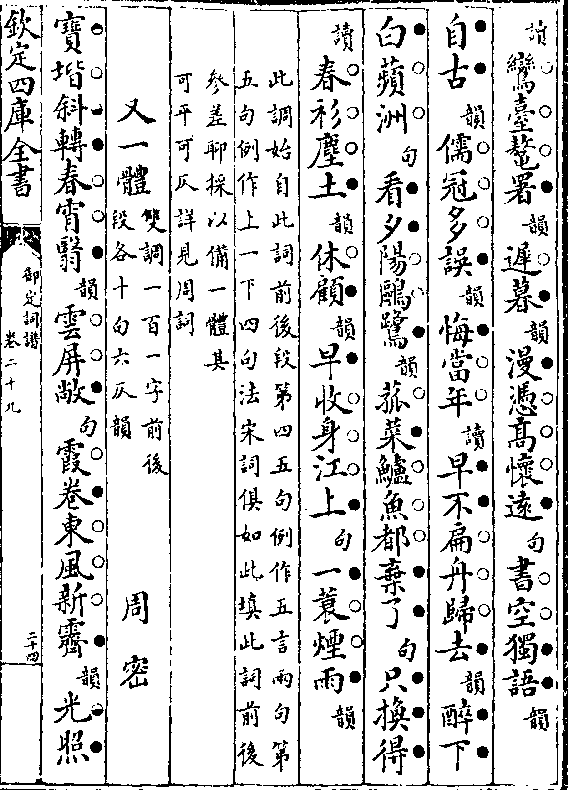 讀鸞臺鼇署韻遲暮韻漫憑髙懷遠句書空獨語韻
自古韻儒冠多誤韻悔當年讀早不扁舟歸去韻醉下
白蘋洲句看夕陽鷗鷺韻菰菜鱸魚都棄了句只換得
讀春衫塵土韻休顧韻早收身江上句一蓑煙雨韻
此調始自此詞前後段第四五句例作五言兩句第
五句例作上一下四句法宋詞俱如此填此詞前後
參差聊採以備一體其
可平可仄詳見周詞
又一體雙調一百一字前後
段各十句六仄韻周密
寶堦斜轉春宵翳韻雲屏敞句霞卷東風新霽韻光照
欽定四庫全書
御定詞譜
卷二十九
二十四